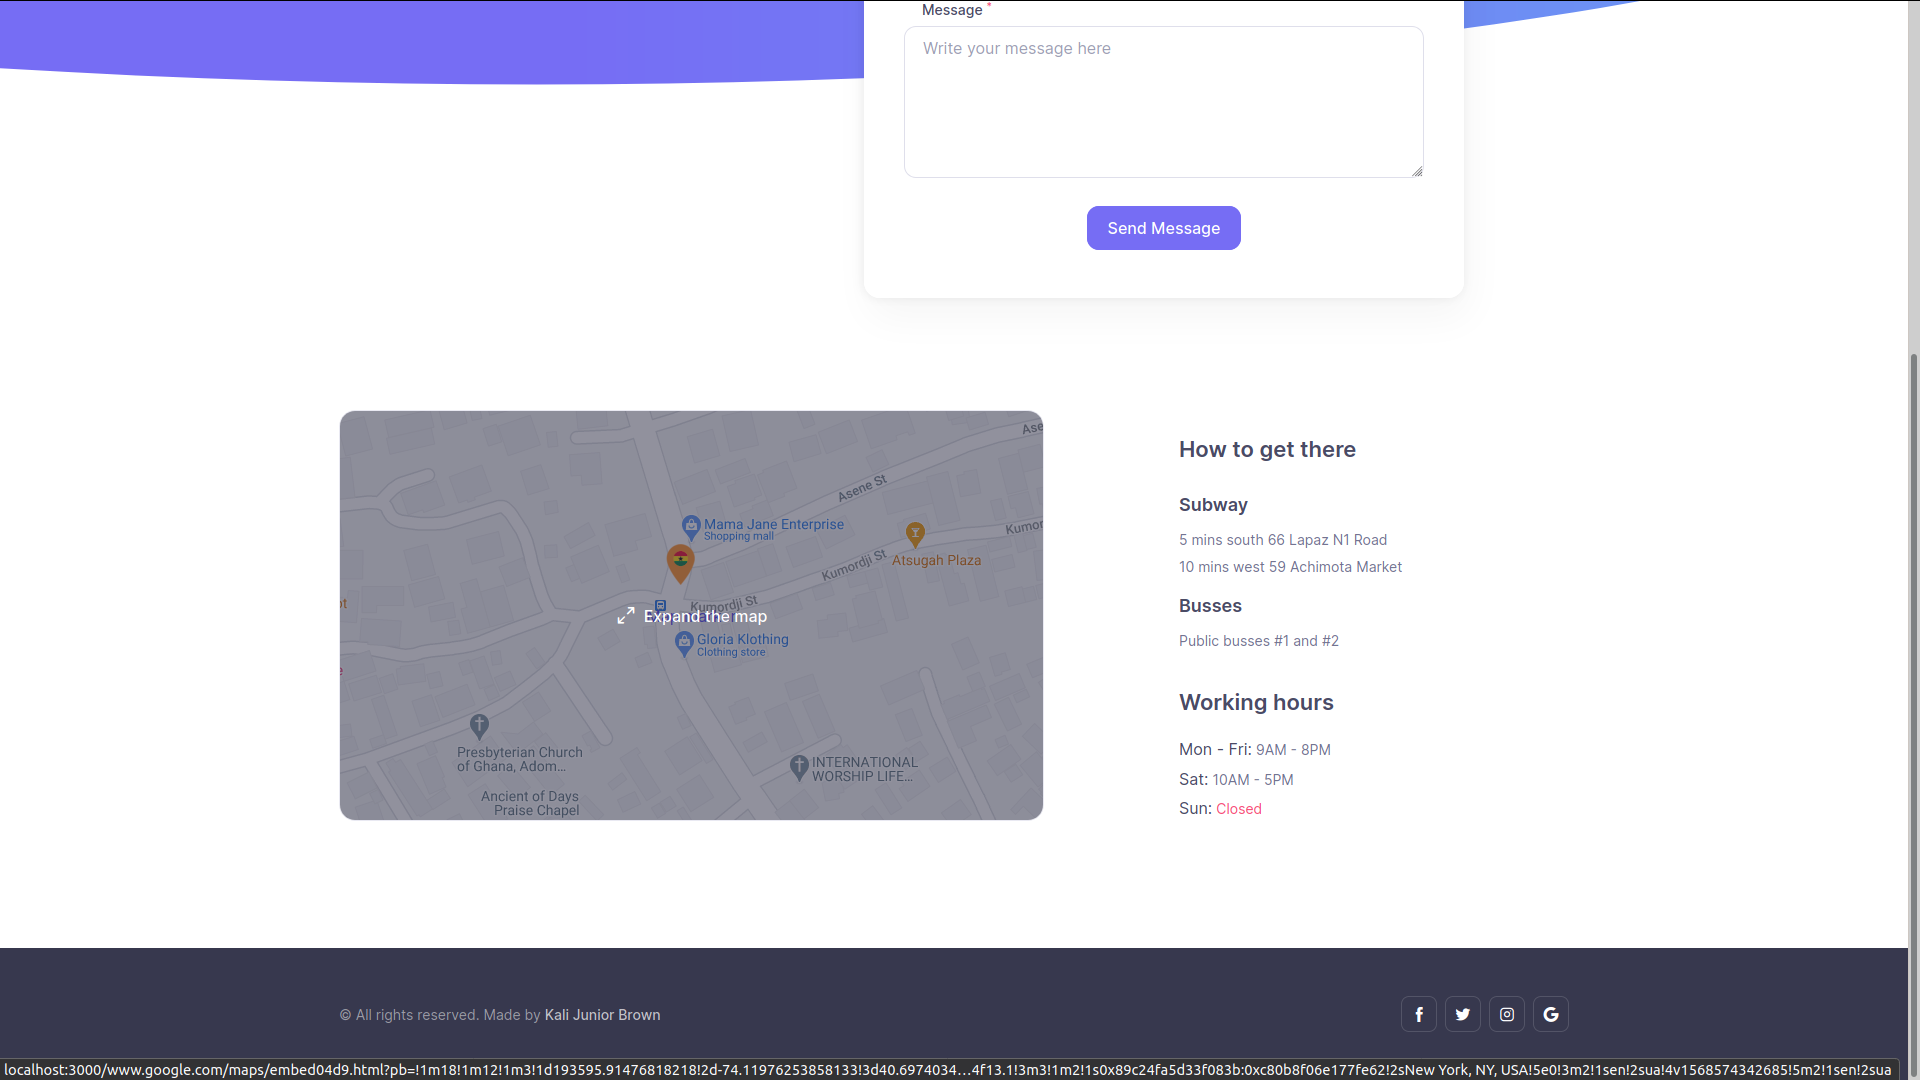 Message *
Write your message here
Send Message
Ase
Asene St
Mama Jane Enterprise
Shopping mall
Kumor
Kumordji St
Atsugah Plaza
Kumordji St
Expand the map
Gloria Klothing
Clothing store
Presbyterian Church
of Ghana, Adom...
INTERNATIONAL
WORSHIP LIFE...
Ancient of Days
Praise Chapel
How to get there
Subway
5 mins south 66 Lapaz N1 Road
10 mins west 59 Achimota Market
Busses
Public busses #1 and #2
Working hours
Mon - Fri: 9AM - 8PM
Sat: 10AM - 5PM
Sun: Closed
© All rights reserved. Made by Kali Junior Brown
localhost:3000/www.google.com/maps/embed04d9.html?pb=!1m18!1m12!1m3!1d193595.91476818218!2d-74.11976253858133!3d40.6974034…4f13.1!3m3!1m2!1s0x89c24fa5d33f083b:0xc80b8f06e177fe62!2sNew York, NY, USA!5e0!3m2!1sen!2sua!4v1568574342685!5m2!1sen!2sua